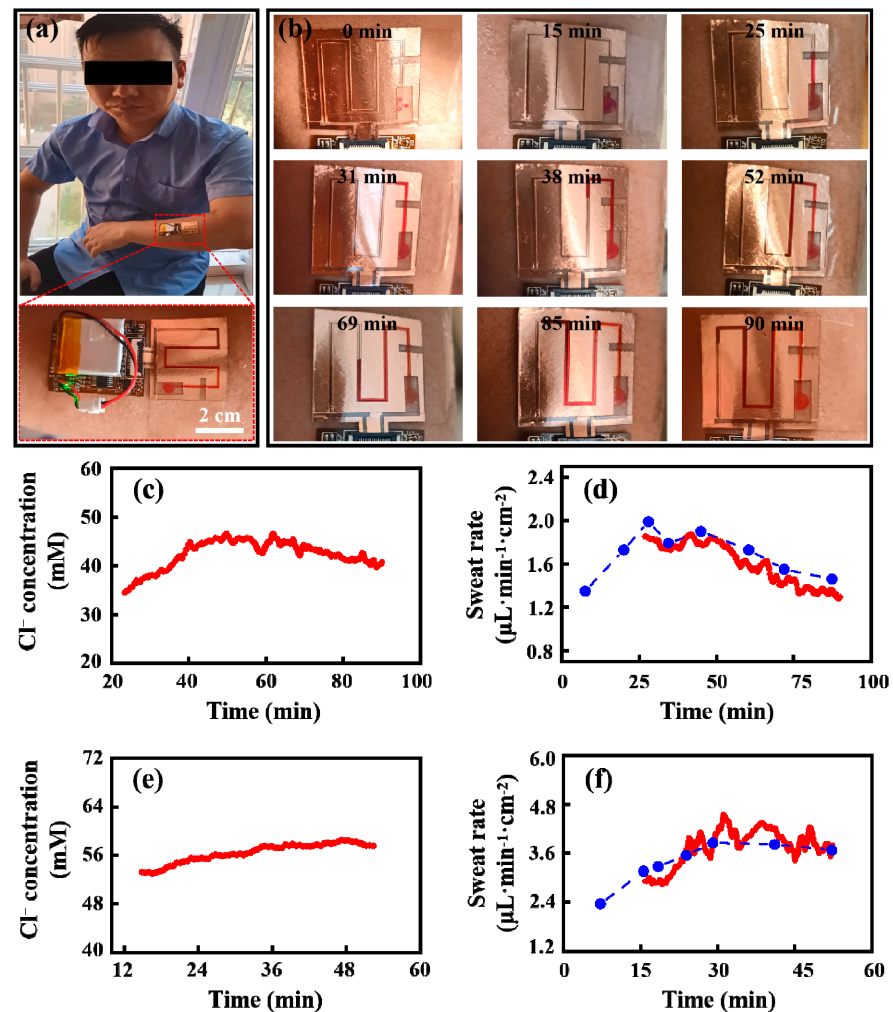 (a)
2 cm
(b)
0 min
15 min
25 min
31 min
38 min
52 min
69 min
85 min
90 min
(c)
Cl⁻ concentration
(mM)
60
50
40
30
20
20
40
60
80
100
Time (min)
(d)
Sweat rate
(μL·min⁻¹·cm⁻²)
2.4
2.0
1.6
1.2
0.8
0
25
50
75
100
Time (min)
(e)
Cl⁻ concentration
(mM)
72
64
56
48
40
12
24
36
48
60
Time (min)
(f)
Sweat rate
(μL·min⁻¹·cm⁻²)
6.0
4.8
3.6
2.4
1.2
0
15
30
45
60
Time (min)